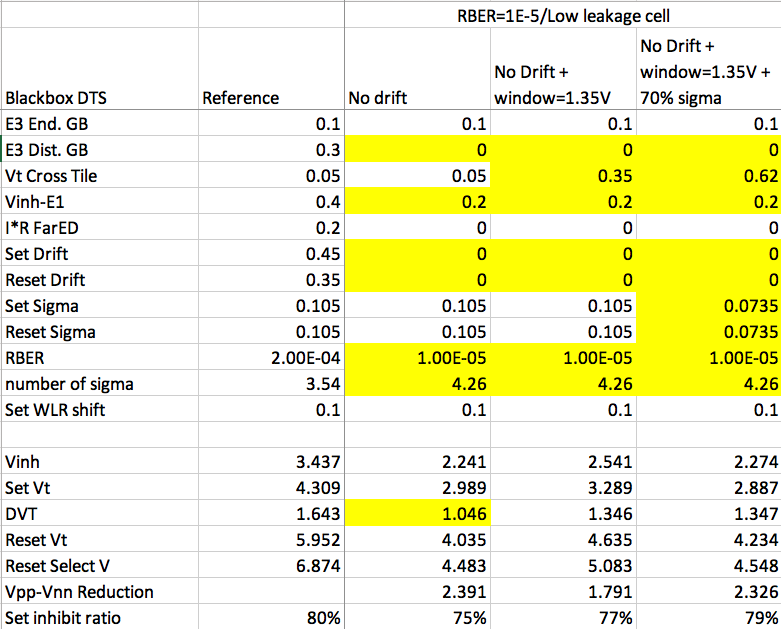 RBER=1E-5/Low leakage cell
Blackbox DTS Reference No drift No Drift + window=1.35V No Drift + window=1.35V + 70% sigma
E3 End. GB 0.1 0.1 0.1 0.1
E3 Dist. GB 0.3 0 0 0
Vt Cross Tile 0.05 0.05 0.35 0.62
Vinh-E1 0.4 0.2 0.2 0.2
I*R FarED 0.2 0 0 0
Set Drift 0.45 0 0 0
Reset Drift 0.35 0 0 0
Set Sigma 0.105 0.105 0.105 0.0735
Reset Sigma 0.105 0.105 0.105 0.0735
RBER 2.00E-04 1.00E-05 1.00E-05 1.00E-05
number of sigma 3.54 4.26 4.26 4.26
Set WLR shift 0.1 0.1 0.1 0.1
Vinh 3.437 2.241 2.541 2.274
Set Vt 4.309 2.989 3.289 2.887
DVT 1.643 1.046 1.346 1.347
Reset Vt 5.952 4.035 4.635 4.234
Reset Select V 6.874 4.483 5.083 4.548
Vpp-Vnn Reduction 2.391 1.791 2.326
Set inhibit ratio 80% 75% 77% 79%